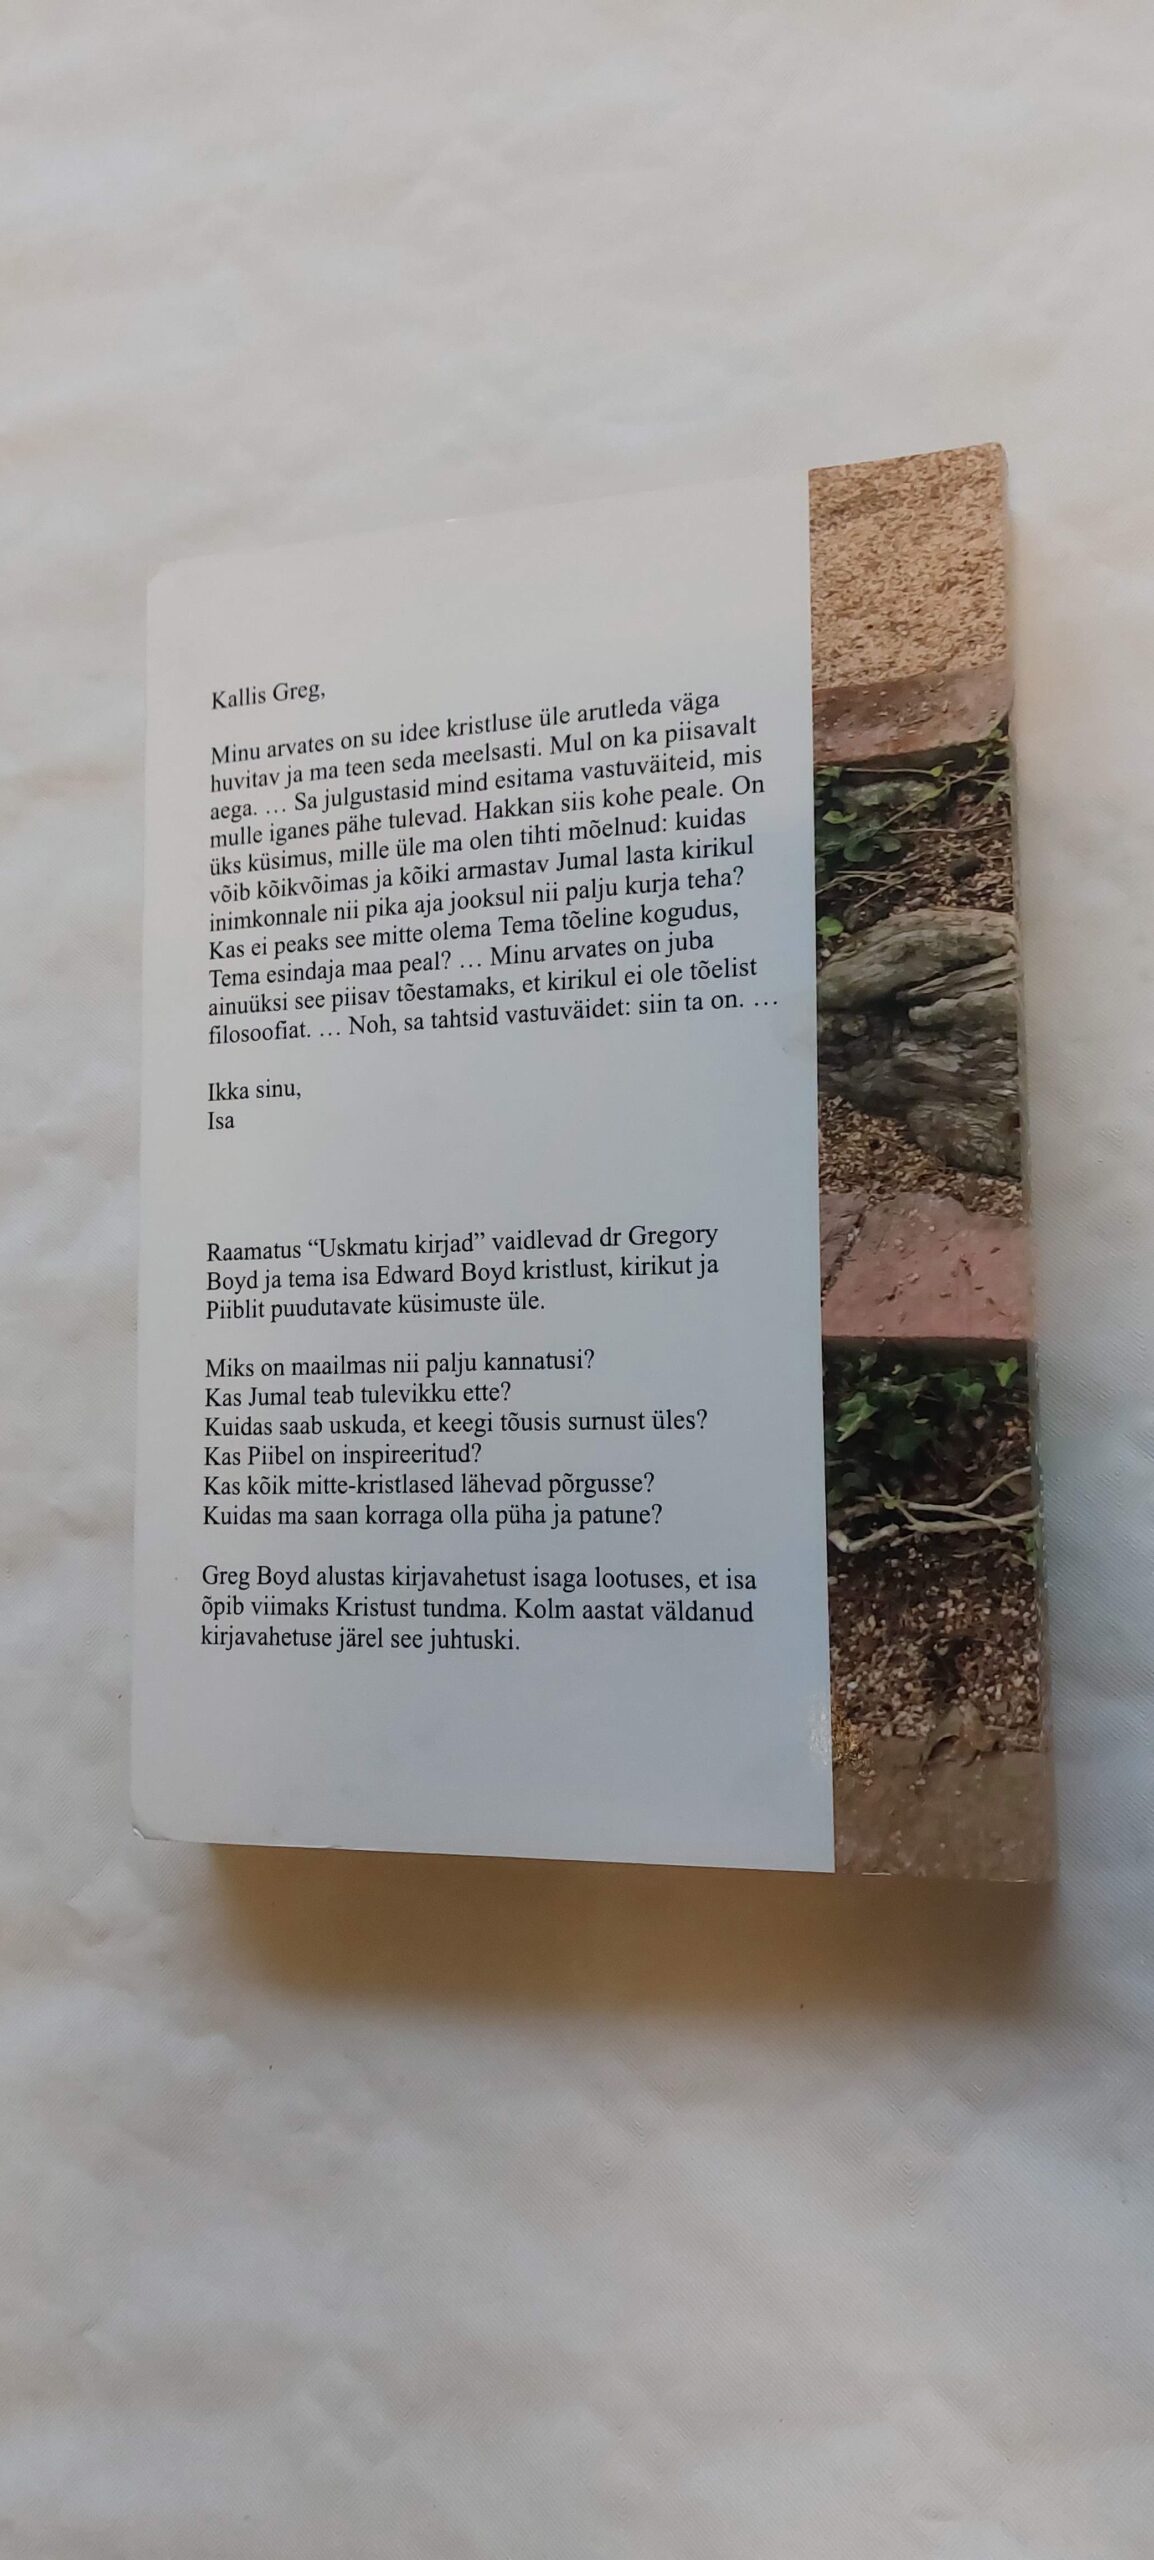 Kallis Greg,
Minu arvates on su idee kristluse üle arutleda väga
huvitav ja ma teen seda meelsasti. Mul on ka piisavalt
aega. … Sa julgustasid mind esitama vastuväiteid, mis
mulle iganes pähe tulevad. Hakkan siis kohe peale. On
üks küsimus, mille üle ma olen tihti mõelnud: kuidas
võib kõikvõimas ja kõiki armastav Jumal lasta kirikul
inimkonnale nii pika aja jooksul nii palju kurja teha?
Kas ei peaks see mitte olema Tema tõeline kogudus,
Tema esindaja maa peal? … Minu arvates on juba
ainuüksi see piisav tõestamaks, et kirikul ei ole tõelist
filosoofiat. … Noh, sa tahtsid vastuväidet: siin ta on. …
Ikka sinu,
Isa
Raamatus “Uskmatu kirjad” vaidlevad dr Gregory
Boyd ja tema isa Edward Boyd kristlust, kirikut ja
Piiblit puudutavate küsimuste üle.
Miks on maailmas nii palju kannatusi?
Kas Jumal teab tulevikku ette?
Kuidas saab uskuda, et keegi tõusis surnust üles?
Kas Piibel on inspireeritud?
Kas kõik mitte-kristlased lähevad põrgusse?
Kuidas ma saan korraga olla püha ja patune?
Greg Boyd alustas kirjavahetust isaga lootuses, et isa
õpib viimaks Kristust tundma. Kolm aastat väldanud
kirjavahetuse järel see juhtuski.